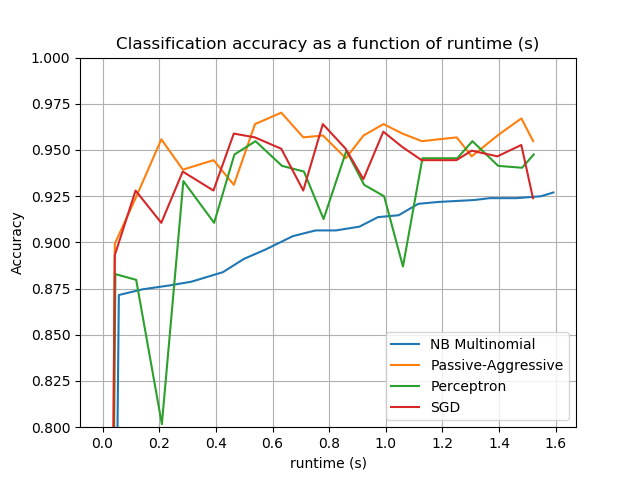 Classification accuracy as a function of runtime (s)
1.000
0.975
0.950
0.925
0.900
0.875
0.850
0.825
0.800
Accuracy
NB Multinomial
Passive-Aggressive
Perceptron
SGD
0.0 0.2 0.4 0.6 0.8 1.0 1.2 1.4 1.6
runtime (s)